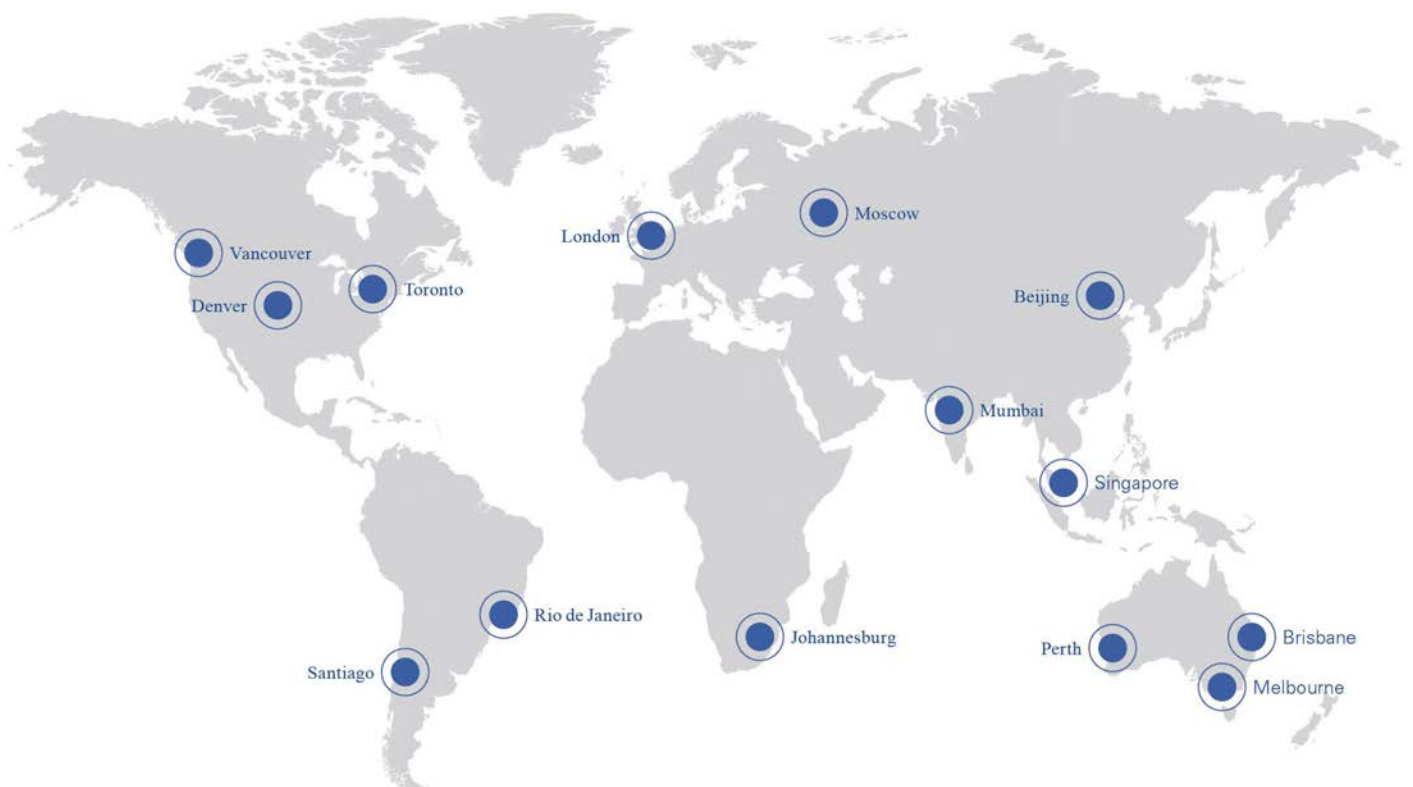 Moscow
London
Vancouver
Toronto
Denver
Beijing
Mumbai
Singapore
Rio de Janeiro
Johannesburg
Brisbane
Perth
Santiago
Melbourne